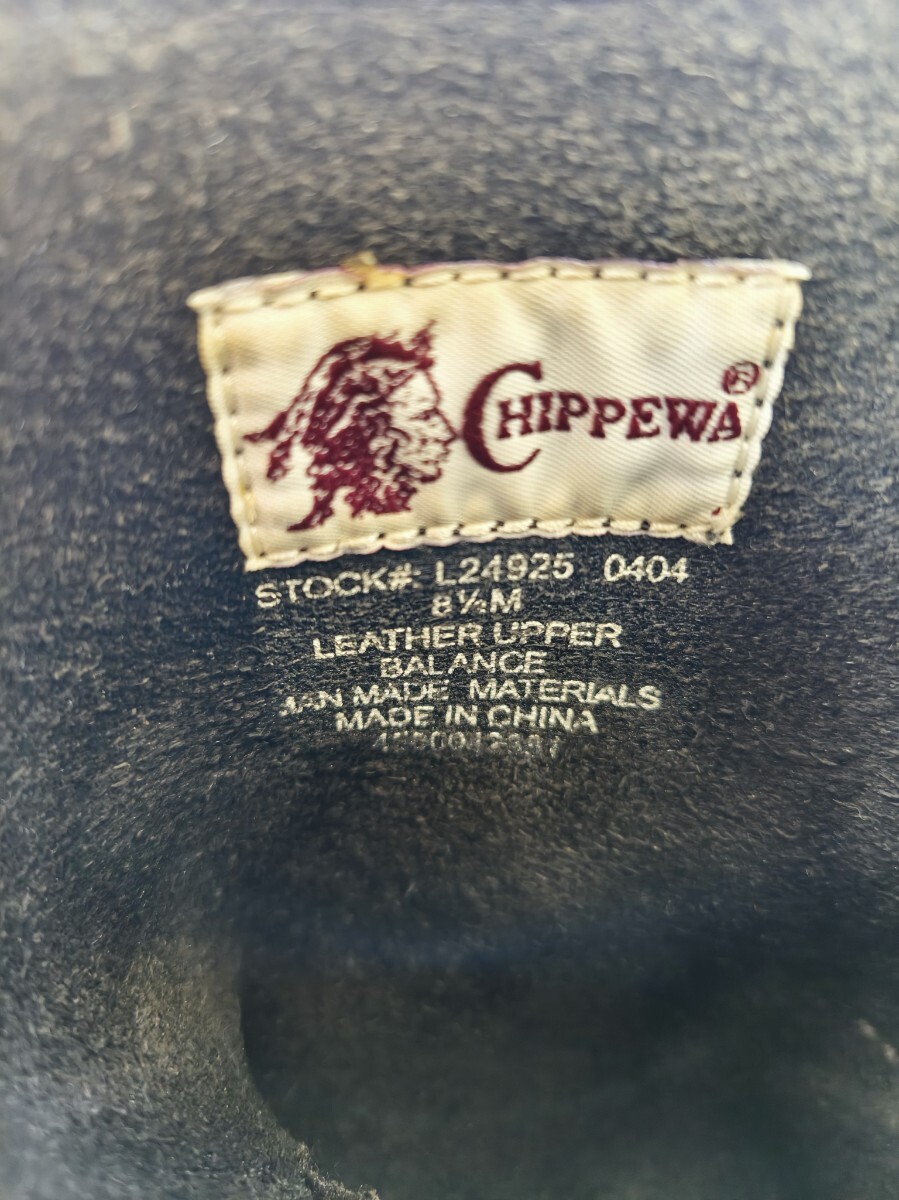 CHIPPEWA®
STOCK#: L24925 0404
8½M
LEATHER UPPER
BALANCE
MAN MADE MATERIALS
MADE IN CHINA